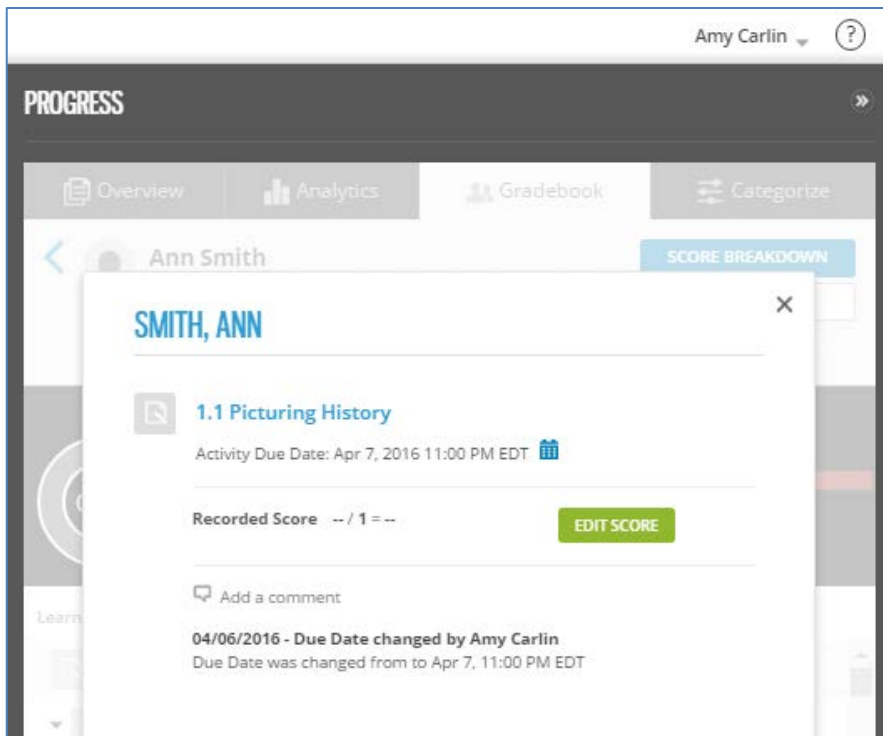 Amy Carlin
?
PROGRESS
Overview
Analytics
Gradebook
Categorize
Ann Smith
SCORE BREAKDOWN
SMITH, ANN
1.1 Picturing History
Activity Due Date: Apr 7, 2016 11:00 PM EDT
Recorded Score -- / 1 = --
EDIT SCORE
Add a comment
Learn
04/06/2016 - Due Date changed by Amy Carlin
Due Date was changed from to Apr 7, 11:00 PM EDT